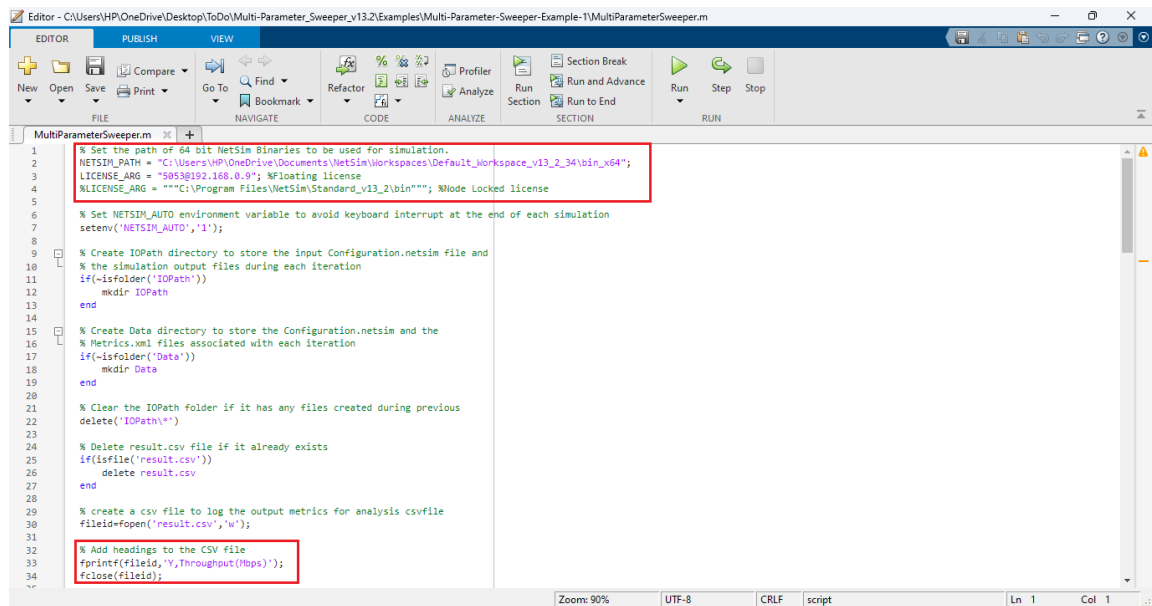 Editor - C:\Users\HP\OneDrive\Desktop\ToDo\Multi-Parameter_Sweeper_v13.2\Examples\Multi-Parameter-Sweeper-Example-1\MultiParameterSweeper.m
EDITOR PUBLISH VIEW
New Open Save Compare Print
Go To Find Bookmark
Refactor
Profiler Analyze
Run Section Section Break Run and Advance Run to End
Run Step Stop
FILE NAVIGATE CODE ANALYZE SECTION RUN
MultiParameterSweeper.m
1 % Set the path of 64 bit NetSim Binaries to be used for simulation.
2 NETSIM_PATH = "C:\Users\HP\OneDrive\Documents\NetSim\Workspaces\Default_Workspace_v13_2_34\bin_x64";
3 LICENSE_ARG = "5053@192.168.0.9"; %Floating license
4 %LICENSE_ARG = """C:\Program Files\NetSim\Standard_v13_2\bin"""; %Node Locked license
5
6 % Set NETSIM_AUTO environment variable to avoid keyboard interrupt at the end of each simulation
7 setenv('NETSIM_AUTO','1');
8
9 % Create IOPath directory to store the input Configuration.netsim file and
10 % the simulation output files during each iteration
11 if(~isfolder('IOPath'))
12 mkdir IOPath
13 end
14
15 % Create Data directory to store the Configuration.netsim and the
16 % Metrics.xml files associated with each iteration
17 if(~isfolder('Data'))
18 mkdir Data
19 end
20
21 % Clear the IOPath folder if it has any files created during previous
22 delete('IOPath\*')
23
24 % Delete result.csv file if it already exists
25 if(isfile('result.csv'))
26 delete result.csv
27 end
28
29 % create a csv file to log the output metrics for analysis csvfile
30 fileid=fopen('result.csv','w');
31
32 % Add headings to the CSV file
33 fprintf(fileid,'Y,Throughput(Mbps)');
34 fclose(fileid);
Zoom: 90% UTF-8 CRLF script Ln 1 Col 1